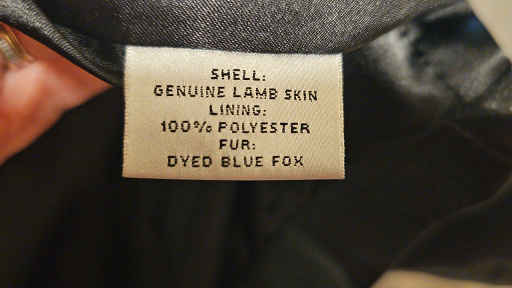 SHELL:
GENUINE LAMB SKIN
LINING:
100% POLYESTER
FUR:
DYED BLUE FOX